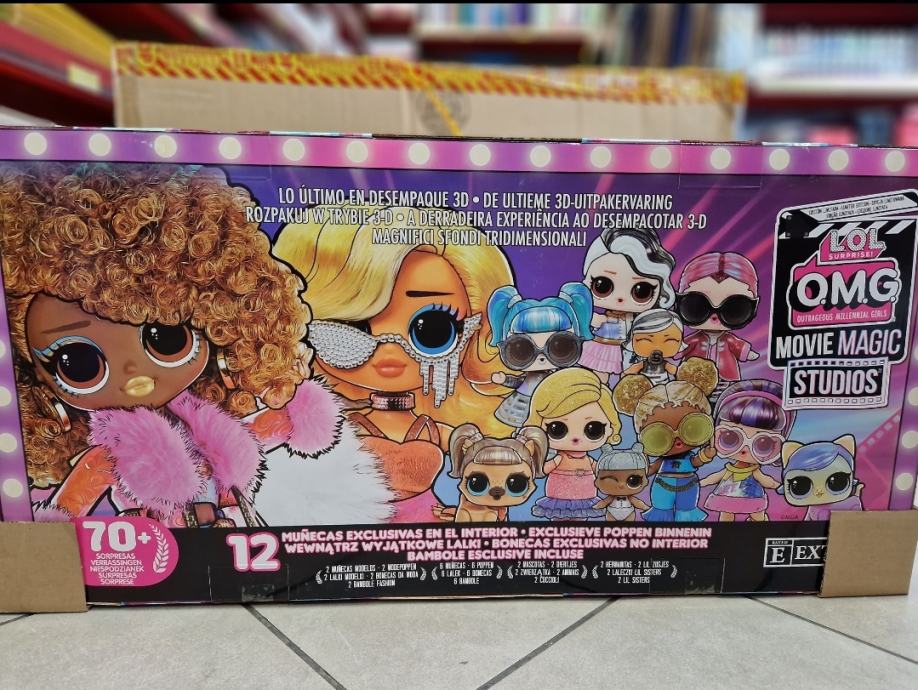 LO ÚLTIMO EN DESEMPAQUE 3D • DE ULTIEME 3D-UITPAKERVARING
ROZPAKUJ W TRYBIE 3-D • A DERRADEIRA EXPERIÊNCIA AO DESEMPACOTAR 3-D
MAGNIFICI SFONDI TRIDIMENSIONALI
L.O.L.
SURPRISE!
O.M.G.
OUTRAGEOUS MILLENNIAL GIRLS
MOVIE MAGIC
STUDIOS
70+
SORPRESAS
VERRASSINGEN
NIESPODZIANEK
SURPRESAS
SORPRESE
12 MUÑECAS EXCLUSIVAS EN EL INTERIOR • EXCLUSIEVE POPPEN BINNENIN
WEWNĄTRZ WYJĄTKOWE LALKI • BONECAS EXCLUSIVAS NO INTERIOR
BAMBOLE ESCLUSIVE INCLUSE
2 MUÑECAS MODELOS • 2 MODEPOPPEN
2 LALKI MODELKI • 2 BONECAS DA MODA
2 BAMBOLE FASHION
6 MUÑECAS • 6 POPPEN
6 LALEK • 6 BONECAS
6 BAMBOLE
2 MASCOTAS • 2 DIERTJES
2 ZWIERZĄTKA • 2 ANIMAIS
2 CUCCIOLI
2 HERMANITAS • 2 LIL ZUSJES
2 LALECZKI LIL SISTERS
2 LIL SISTERS
E EX